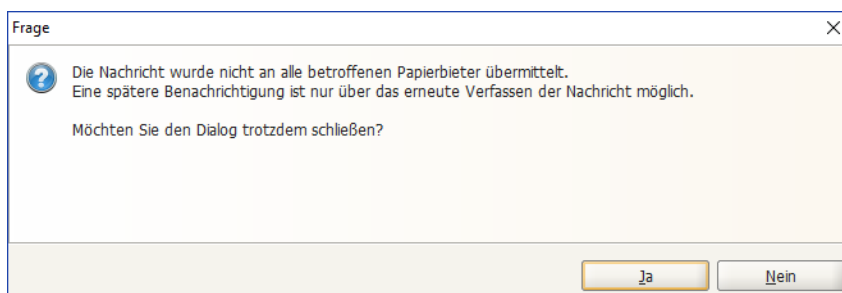 Frage
Die Nachricht wurde nicht an alle betroffenen Papierbieter übermittelt.
Eine spätere Benachrichtigung ist nur über das erneute Verfassen der Nachricht möglich.
Möchten Sie den Dialog trotzdem schließen?
Ja
Nein